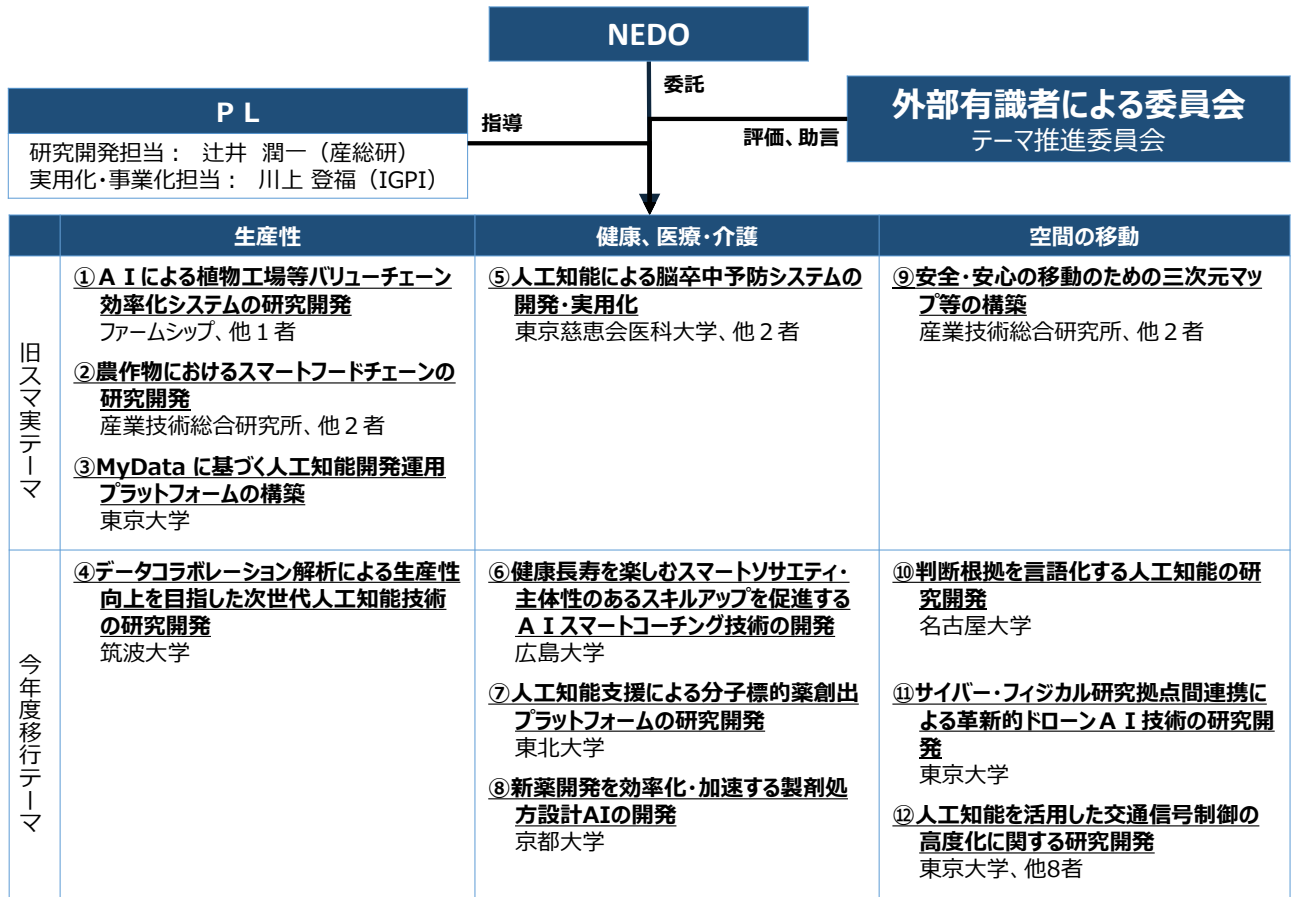 NEDO
委託
PL
研究開発担当： 辻井 潤一（産総研）
実用化・事業化担当： 川上 登福（IGPI）
指導
評価、助言
外部有識者による委員会
テーマ推進委員会
生産性
健康、医療・介護
空間の移動
旧スマ実テーマ
①ＡＩによる植物工場等バリューチェーン
効率化システムの研究開発
ファームシップ、他１者
②農作物におけるスマートフードチェーンの
研究開発
産業技術総合研究所、他２者
③MyData に基づく人工知能開発運用
プラットフォームの構築
東京大学
⑤人工知能による脳卒中予防システムの
開発・実用化
東京慈恵会医科大学、他２者
⑨安全・安心の移動のための三次元マッ
プ等の構築
産業技術総合研究所、他２者
今年度移行テーマ
④データコラボレーション解析による生産性
向上を目指した次世代人工知能技術
の研究開発
筑波大学
⑥健康長寿を楽しむスマートソサエティ・
主体性のあるスキルアップを促進する
ＡＩスマートコーチング技術の開発
広島大学
⑦人工知能支援による分子標的薬創出
プラットフォームの研究開発
東北大学
⑧新薬開発を効率化・加速する製剤処
方設計AIの開発
京都大学
⑩判断根拠を言語化する人工知能の研
究開発
名古屋大学
⑪サイバー・フィジカル研究拠点間連携に
よる革新的ドローンＡＩ技術の研究開
発
東京大学
⑫人工知能を活用した交通信号制御の
高度化に関する研究開発
東京大学、他8者